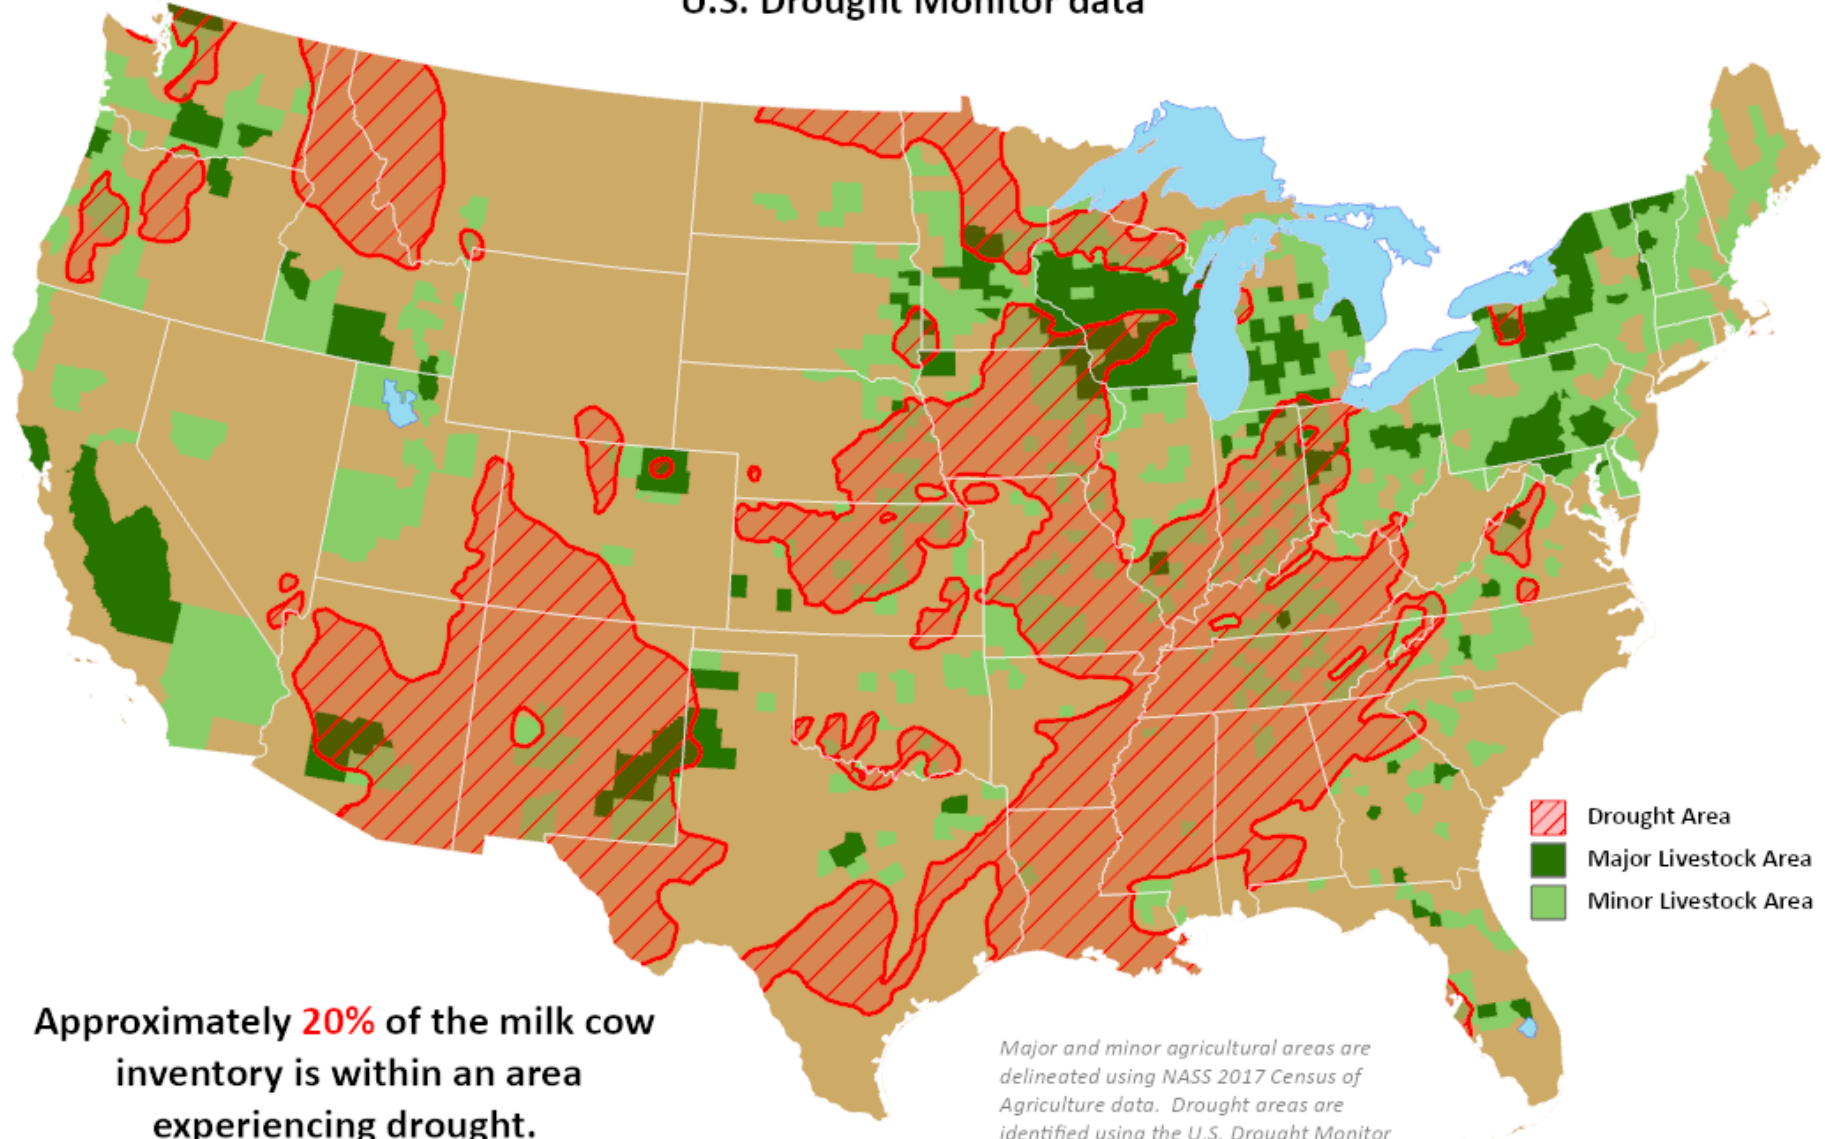 U.S. Drought Monitor data
Drought Area
Major Livestock Area
Minor Livestock Area
Approximately 20% of the milk cow
inventory is within an area
experiencing drought.
Major and minor agricultural areas are
delineated using NASS 2017 Census of
Agriculture data. Drought areas are
identified using the U.S. Drought Monitor